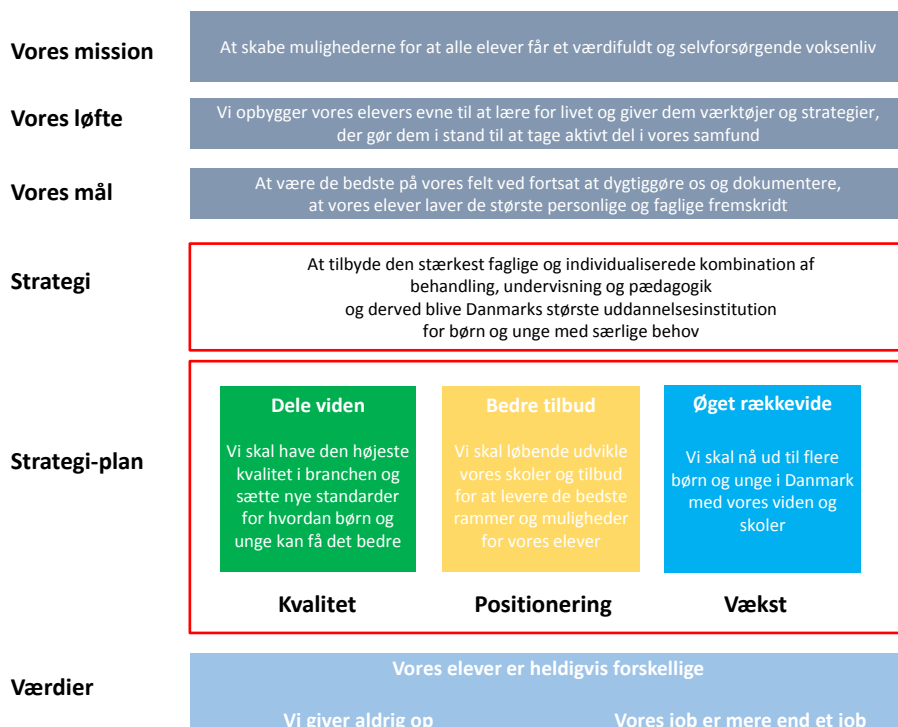 Vores mission
At skabe mulighederne for at alle elever får et værdifuldt og selvforsørgende voksenliv
Vores løfte
Vi opbygger vores elevers evne til at lære for livet og giver dem værktøjer og strategier,
der gør dem i stand til at tage aktivt del i vores samfund
Vores mål
At være de bedste på vores felt ved fortsat at dygtiggøre os og dokumentere,
at vores elever laver de største personlige og faglige fremskridt
Strategi
At tilbyde den stærkest faglige og individualiserede kombination af
behandling, undervisning og pædagogik
og derved blive Danmarks største uddannelsesinstitution
for børn og unge med særlige behov
Strategi-plan
Dele viden
Vi skal have den højeste
kvalitet i branchen og
sætte nye standarder
for hvordan børn og
unge kan få det bedre
Kvalitet
Bedre tilbud
Vi skal løbende udvikle
vores skoler og tilbud
for at levere de bedste
rammer og muligheder
for vores elever
Positionering
Øget rækkevide
Vi skal nå ud til flere
børn og unge i Danmark
med vores viden og
skoler
Vækst
Værdier
Vores elever er heldigvis forskellige
Vi giver aldrig op
Vores job er mere end et job